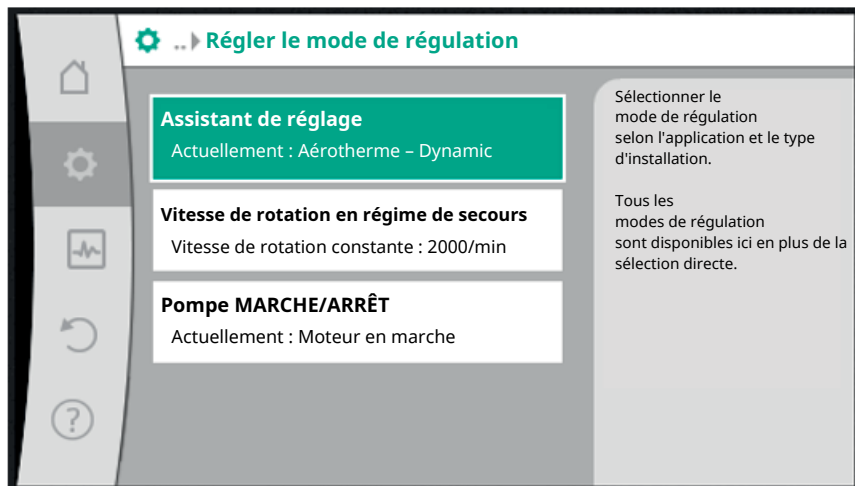 ..▸Régler le mode de régulation
Assistant de réglage
Actuellement : Aérotherme – Dynamic
Vitesse de rotation en régime de secours
Vitesse de rotation constante : 2000/min
Pompe MARCHE/ARRÊT
Actuellement : Moteur en marche
Sélectionner le
mode de régulation
selon l'application et le type
d'installation.
Tous les
modes de régulation
sont disponibles ici en plus de la
sélection directe.
?